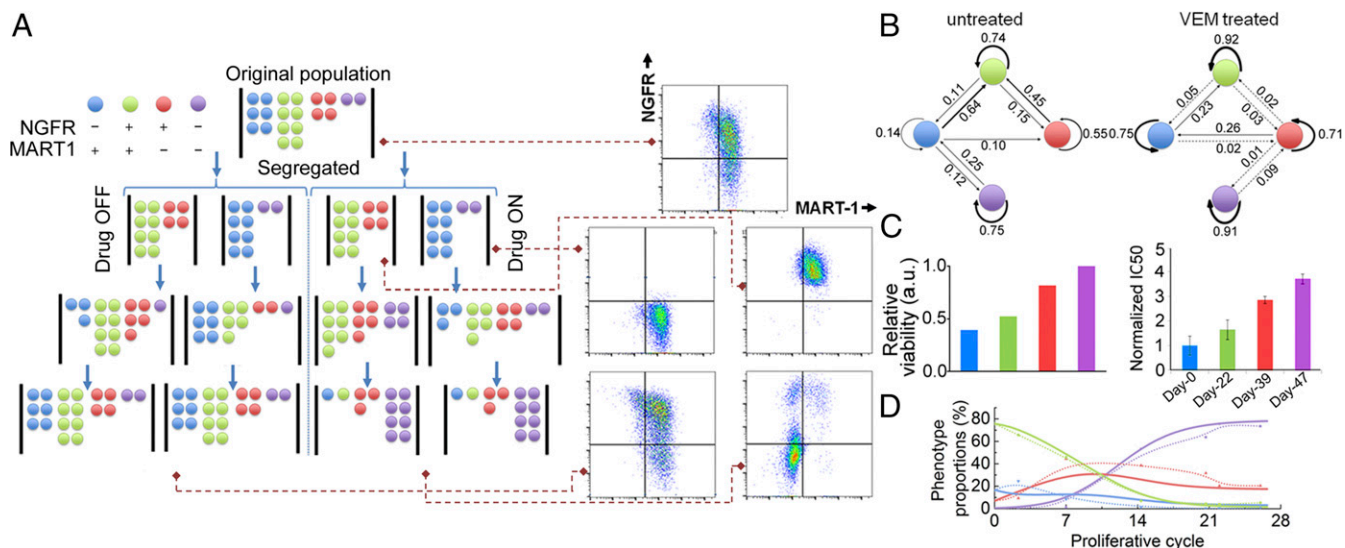 A
Original population
NGFR
MART1
− + + −
+ + − −
Segregated
Drug OFF
Drug ON
NGFR
MART-1
B
untreated
VEM treated
0.74
0.11
0.64
0.45
0.15
0.14
0.55
0.10
0.25
0.12
0.75
0.92
0.05
0.23
0.02
0.03
0.75
0.26
0.02
0.71
0.01
0.09
0.91
C
Relative
viability (a.u.)
1.0
0.5
0.0
Normalized IC50
5
4
3
2
1
0
Day-0
Day-22
Day-39
Day-47
D
Phenotype
proportions (%)
80
60
40
20
0
0 7 14 21 28
Proliferative cycle